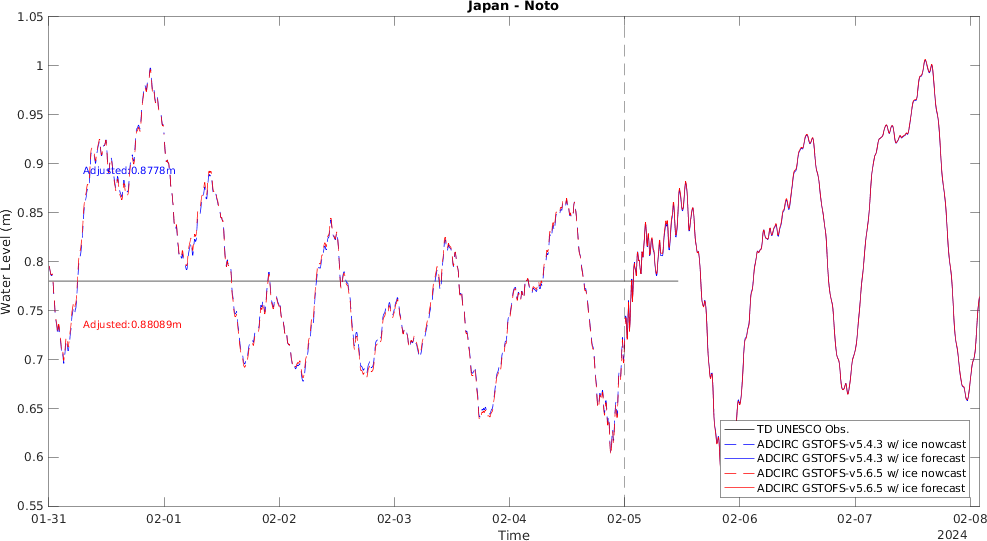 Japan - Noto
1.05
1
0.95
0.9
0.85
0.8
0.75
0.7
0.65
0.6
0.55
Water Level (m)
Adjusted:0.8778m
Adjusted:0.88089m
TD UNESCO Obs.
ADCIRC GSTOFS-v5.4.3 w/ ice nowcast
ADCIRC GSTOFS-v5.4.3 w/ ice forecast
ADCIRC GSTOFS-v5.6.5 w/ ice nowcast
ADCIRC GSTOFS-v5.6.5 w/ ice forecast
01-31 02-01 02-02 02-03 02-04 02-05 02-06 02-07 02-08
Time
2024